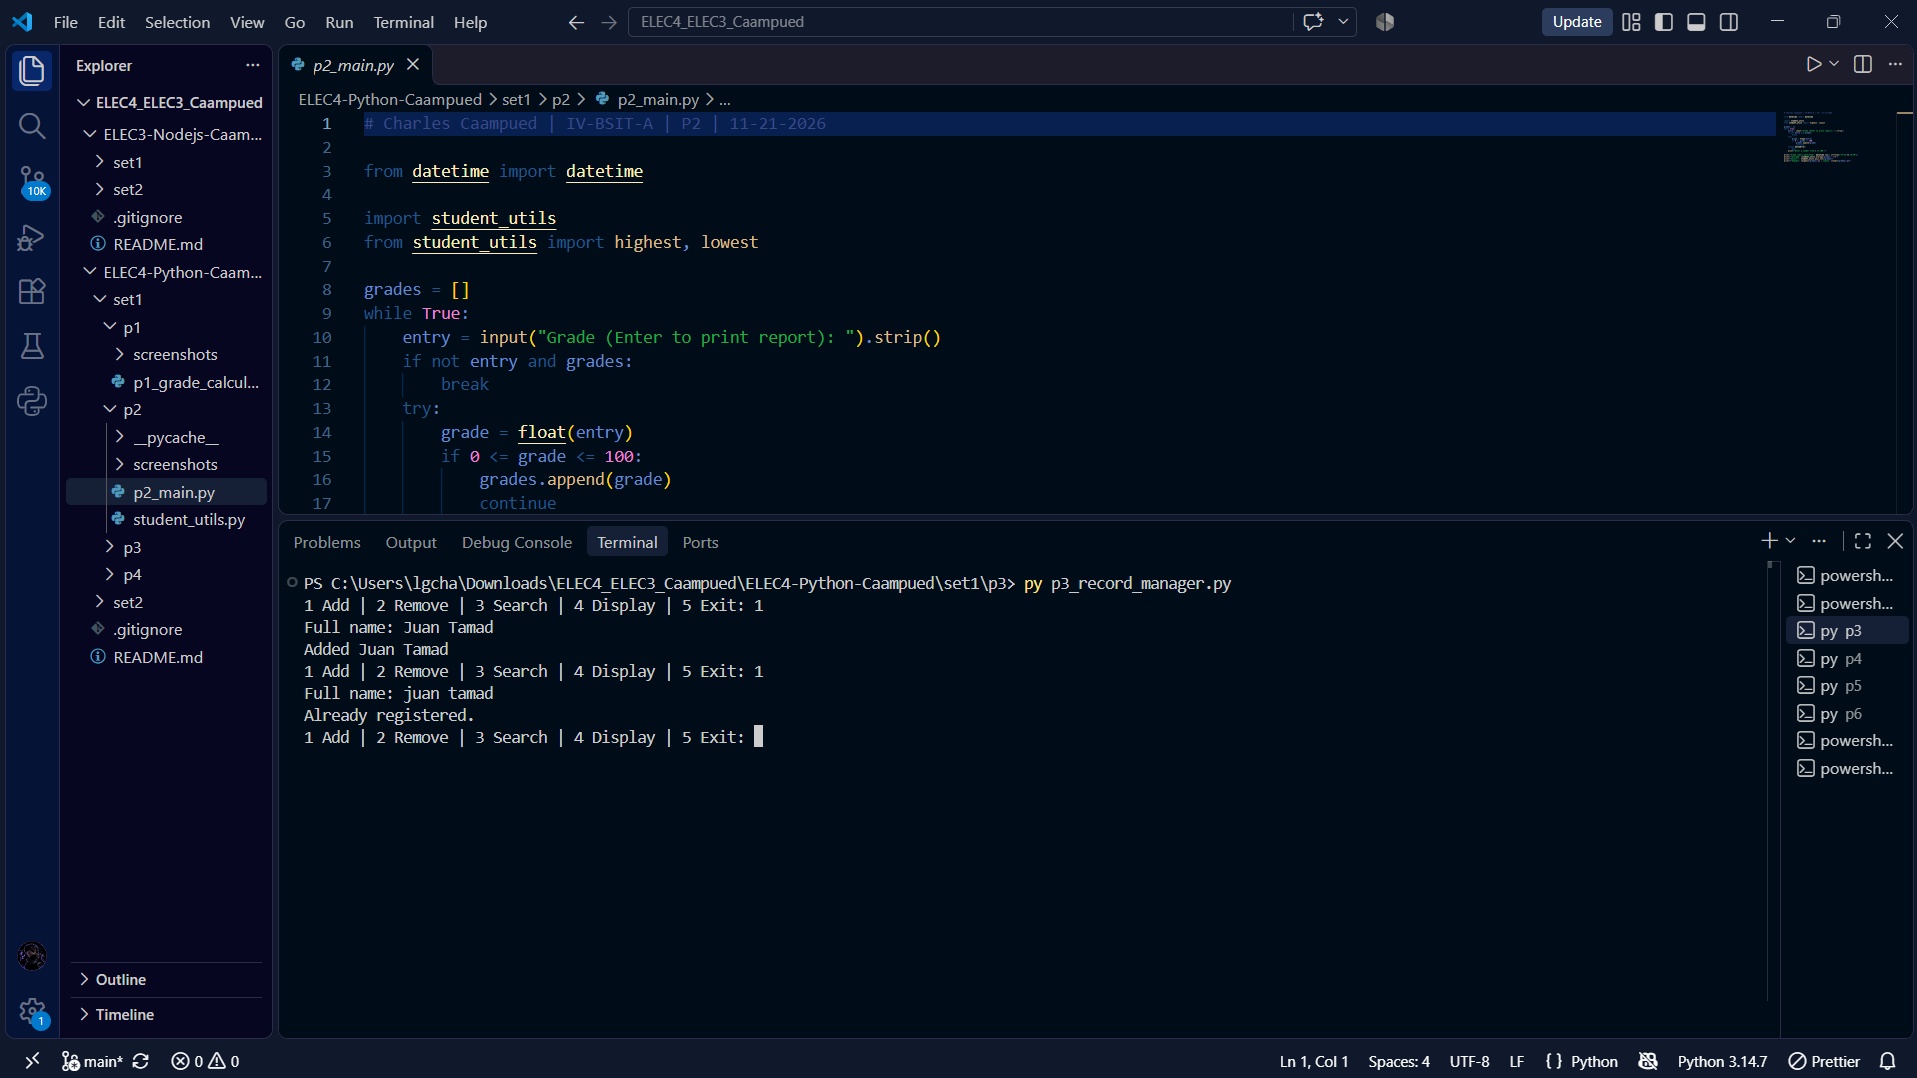 File Edit Selection View Go Run Terminal Help
ELEC4_ELEC3_Caampued
Update
Explorer
ELEC4_ELEC3_Caampued
ELEC3-Nodejs-Caam...
set1
set2
.gitignore
README.md
ELEC4-Python-Caam...
set1
p1
screenshots
p1_grade_calcul...
p2
__pycache__
screenshots
p2_main.py
student_utils.py
p3
p4
set2
.gitignore
README.md
Outline
Timeline
10K
1
p2_main.py
ELEC4-Python-Caampued > set1 > p2 > p2_main.py > ...
1 # Charles Caampued | IV-BSIT-A | P2 | 11-21-2026
2
3 from datetime import datetime
4
5 import student_utils
6 from student_utils import highest, lowest
7
8 grades = []
9 while True:
10 entry = input("Grade (Enter to print report): ").strip()
11 if not entry and grades:
12 break
13 try:
14 grade = float(entry)
15 if 0 <= grade <= 100:
16 grades.append(grade)
17 continue
Problems Output Debug Console Terminal Ports
PS C:\Users\lgcha\Downloads\ELEC4_ELEC3_Caampued\ELEC4-Python-Caampued\set1\p3> py p3_record_manager.py
1 Add | 2 Remove | 3 Search | 4 Display | 5 Exit: 1
Full name: Juan Tamad
Added Juan Tamad
1 Add | 2 Remove | 3 Search | 4 Display | 5 Exit: 1
Full name: juan tamad
Already registered.
1 Add | 2 Remove | 3 Search | 4 Display | 5 Exit:
powersh...
powersh...
py p3
py p4
py p5
py p6
powersh...
powersh...
main* 0 0
Ln 1, Col 1 Spaces: 4 UTF-8 LF {} Python Python 3.14.7 Prettier